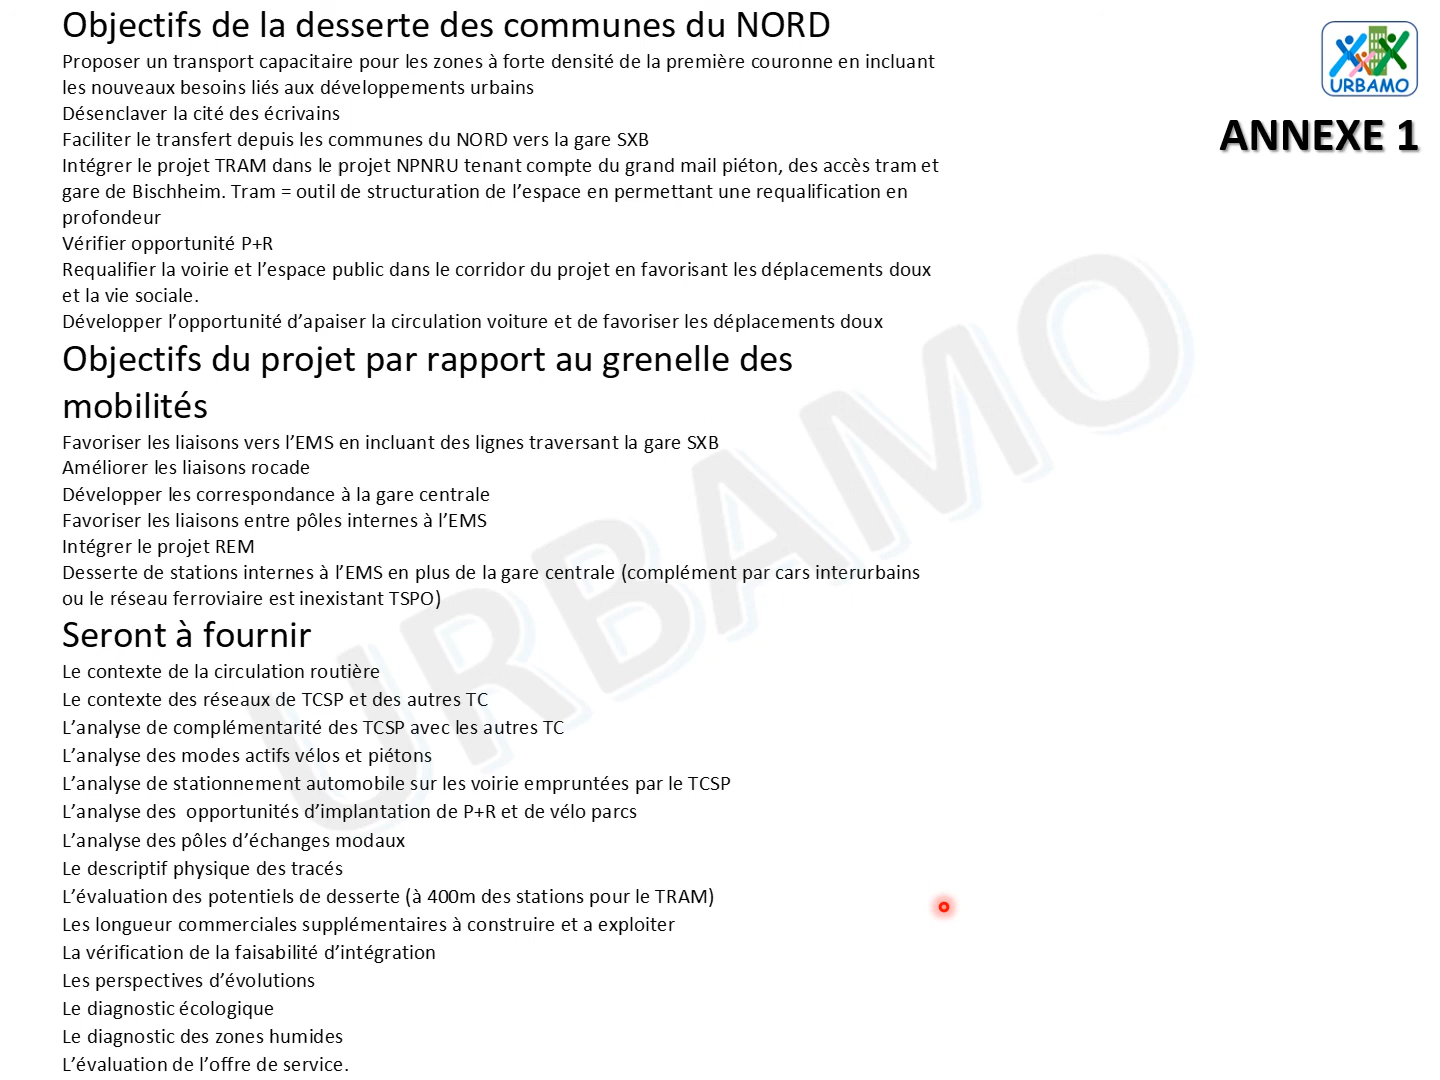 Objectifs de la desserte des communes du NORD
Proposer un transport capacitaire pour les zones à forte densité de la première couronne en incluant
les nouveaux besoins liés aux développements urbains
Désenclaver la cité des écrivains
Faciliter le transfert depuis les communes du NORD vers la gare SXB
Intégrer le projet TRAM dans le projet NPNRU tenant compte du grand mail piéton, des accès tram et
gare de Bischheim. Tram = outil de structuration de l’espace en permettant une requalification en
profondeur
Vérifier opportunité P+R
Requalifier la voirie et l’espace public dans le corridor du projet en favorisant les déplacements doux
et la vie sociale.
Développer l’opportunité d’apaiser la circulation voiture et de favoriser les déplacements doux
Objectifs du projet par rapport au grenelle des
mobilités
Favoriser les liaisons vers l’EMS en incluant des lignes traversant la gare SXB
Améliorer les liaisons rocade
Développer les correspondance à la gare centrale
Favoriser les liaisons entre pôles internes à l’EMS
Intégrer le projet REM
Desserte de stations internes à l’EMS en plus de la gare centrale (complément par cars interurbains
ou le réseau ferroviaire est inexistant TSPO)
Seront à fournir
Le contexte de la circulation routière
Le contexte des réseaux de TCSP et des autres TC
L’analyse de complémentarité des TCSP avec les autres TC
L’analyse des modes actifs vélos et piétons
L’analyse de stationnement automobile sur les voirie empruntées par le TCSP
L’analyse des  opportunités d’implantation de P+R et de vélo parcs
L’analyse des pôles d’échanges modaux
Le descriptif physique des tracés
L’évaluation des potentiels de desserte (à 400m des stations pour le TRAM)
Les longueur commerciales supplémentaires à construire et a exploiter
La vérification de la faisabilité d’intégration
Les perspectives d’évolutions
Le diagnostic écologique
Le diagnostic des zones humides
L’évaluation de l’offre de service.
URBAMO
ANNEXE 1
URBAMO